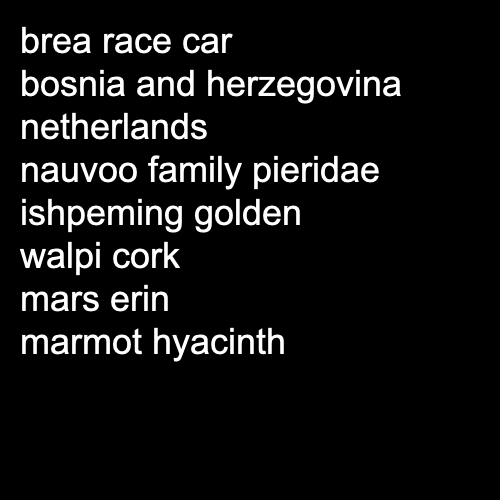 brea race car
bosnia and herzegovina
netherlands
nauvoo family pieridae
ishpeming golden
walpi cork
mars erin
marmot hyacinth